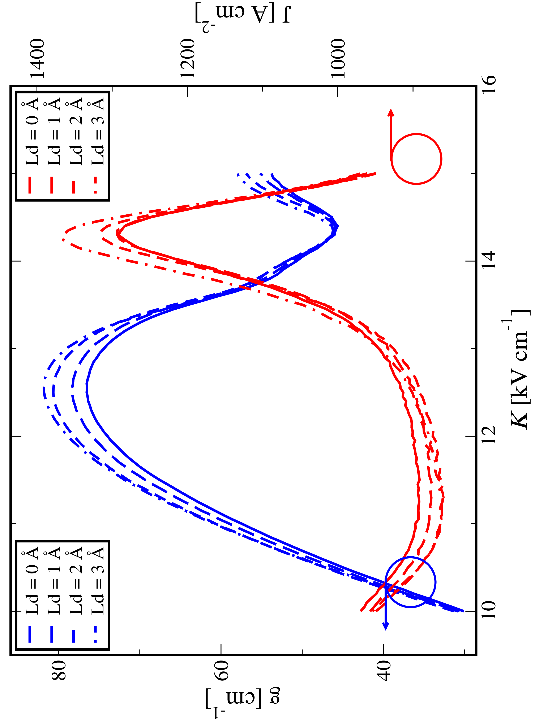 Ld = 0 Å
Ld = 1 Å
Ld = 2 Å
Ld = 3 Å
Ld = 0 Å
Ld = 1 Å
Ld = 2 Å
Ld = 3 Å
g [cm⁻¹]
80
60
40
J [A cm⁻²]
1400
1200
1000
10
12
14
16
K [kV cm⁻¹]